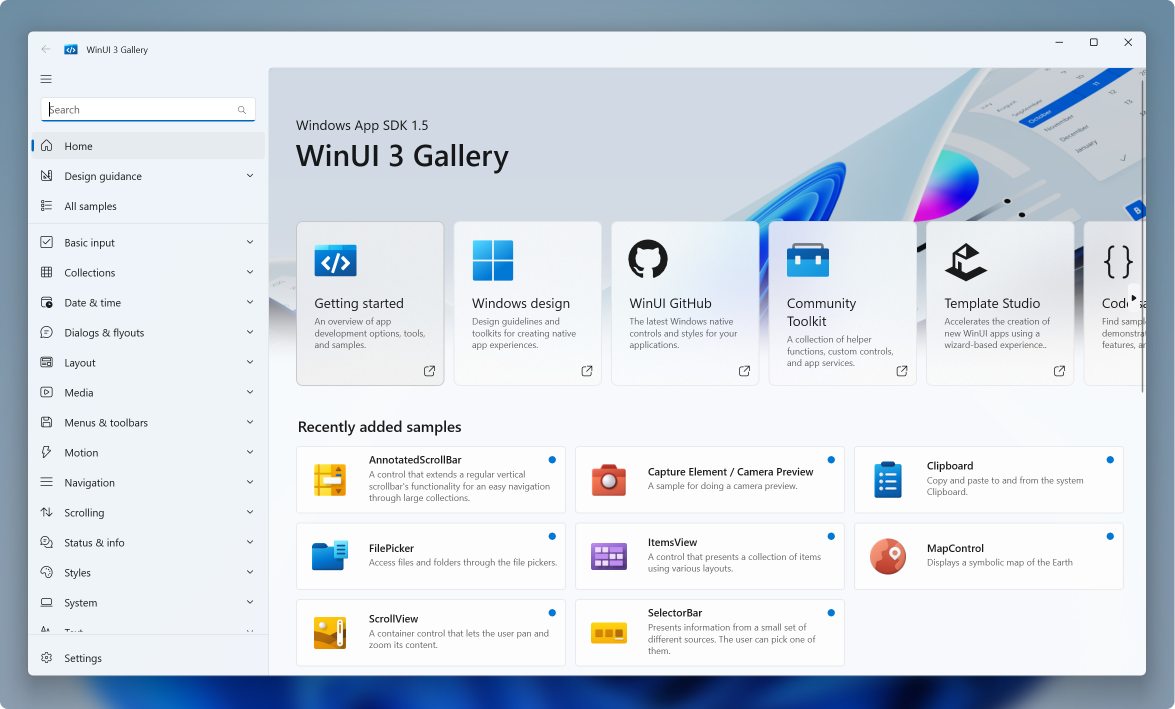 WinUI 3 Gallery
Search
Home
Design guidance
All samples
Basic input
Collections
Date & time
Dialogs & flyouts
Layout
Media
Menus & toolbars
Motion
Navigation
Scrolling
Status & info
Styles
System
Text
Settings
Windows App SDK 1.5
WinUI 3 Gallery
August
September
October
November
December
January
Getting started
An overview of app
development options, tools,
and samples.
Windows design
Design guidelines and
toolkits for creating native
app experiences.
WinUI GitHub
The latest Windows native
controls and styles for your
applications.
Community
Toolkit
A collection of helper
functions, custom controls,
and app services.
Template Studio
Accelerates the creation of
new WinUI apps using a
wizard-based experience..
Code sa
Find sampl
demonstrat
features, an
Recently added samples
AnnotatedScrollBar
A control that extends a regular vertical
scrollbar's functionality for an easy navigation
through large collections.
Capture Element / Camera Preview
A sample for doing a camera preview.
Clipboard
Copy and paste to and from the system
Clipboard.
FilePicker
Access files and folders through the file pickers.
ItemsView
A control that presents a collection of items
using various layouts.
MapControl
Displays a symbolic map of the Earth
ScrollView
A container control that lets the user pan and
zoom its content.
SelectorBar
Presents information from a small set of
different sources. The user can pick one of
them.